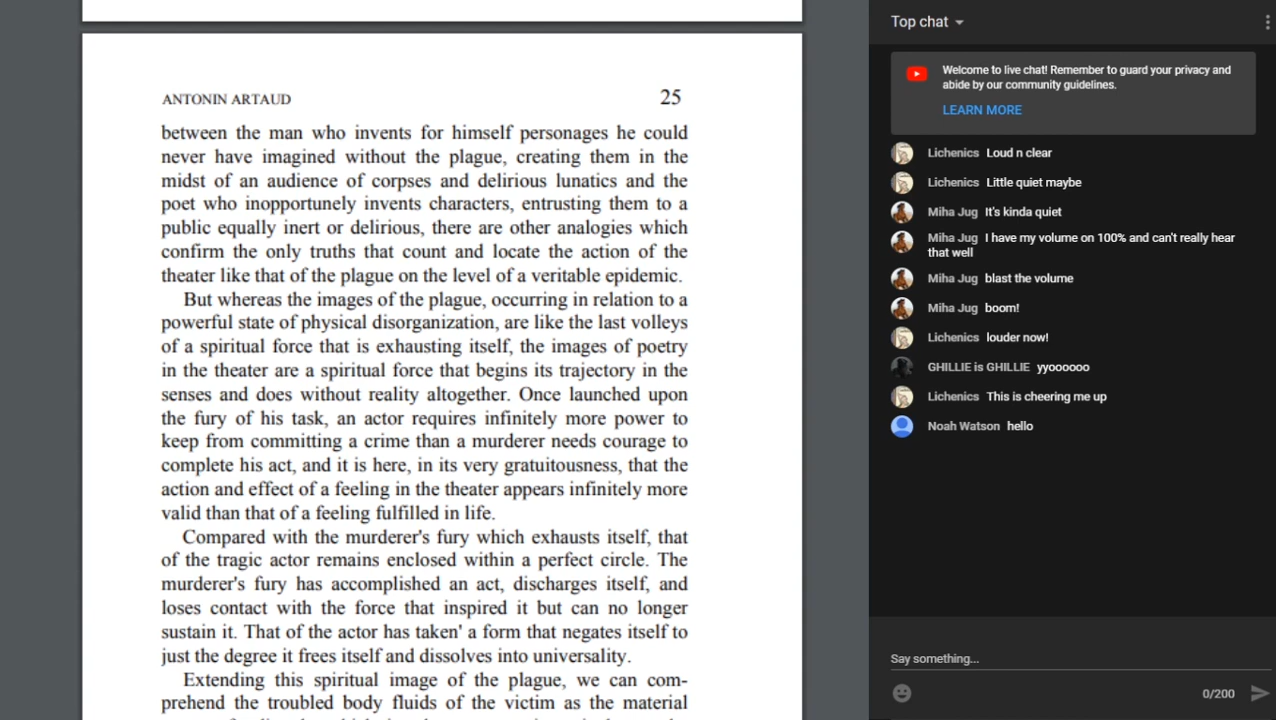 ANTONIN ARTAUD 25
between the man who invents for himself personages he could
never have imagined without the plague, creating them in the
midst of an audience of corpses and delirious lunatics and the
poet who inopportunely invents characters, entrusting them to a
public equally inert or delirious, there are other analogies which
confirm the only truths that count and locate the action of the
theater like that of the plague on the level of a veritable epidemic.
But whereas the images of the plague, occurring in relation to a
powerful state of physical disorganization, are like the last volleys
of a spiritual force that is exhausting itself, the images of poetry
in the theater are a spiritual force that begins its trajectory in the
senses and does without reality altogether. Once launched upon
the fury of his task, an actor requires infinitely more power to
keep from committing a crime than a murderer needs courage to
complete his act, and it is here, in its very gratuitousness, that the
action and effect of a feeling in the theater appears infinitely more
valid than that of a feeling fulfilled in life.
Compared with the murderer's fury which exhausts itself, that
of the tragic actor remains enclosed within a perfect circle. The
murderer's fury has accomplished an act, discharges itself, and
loses contact with the force that inspired it but can no longer
sustain it. That of the actor has taken' a form that negates itself to
just the degree it frees itself and dissolves into universality.
Extending this spiritual image of the plague, we can com-
prehend the troubled body fluids of the victim as the material
Top chat
Welcome to live chat! Remember to guard your privacy and
abide by our community guidelines.
LEARN MORE
Lichenics Loud n clear
Lichenics Little quiet maybe
Miha Jug It's kinda quiet
Miha Jug I have my volume on 100% and can't really hear
that well
Miha Jug blast the volume
Miha Jug boom!
Lichenics louder now!
GHILLIE is GHILLIE yyoooooo
Lichenics This is cheering me up
Noah Watson hello
Say something...
0/200